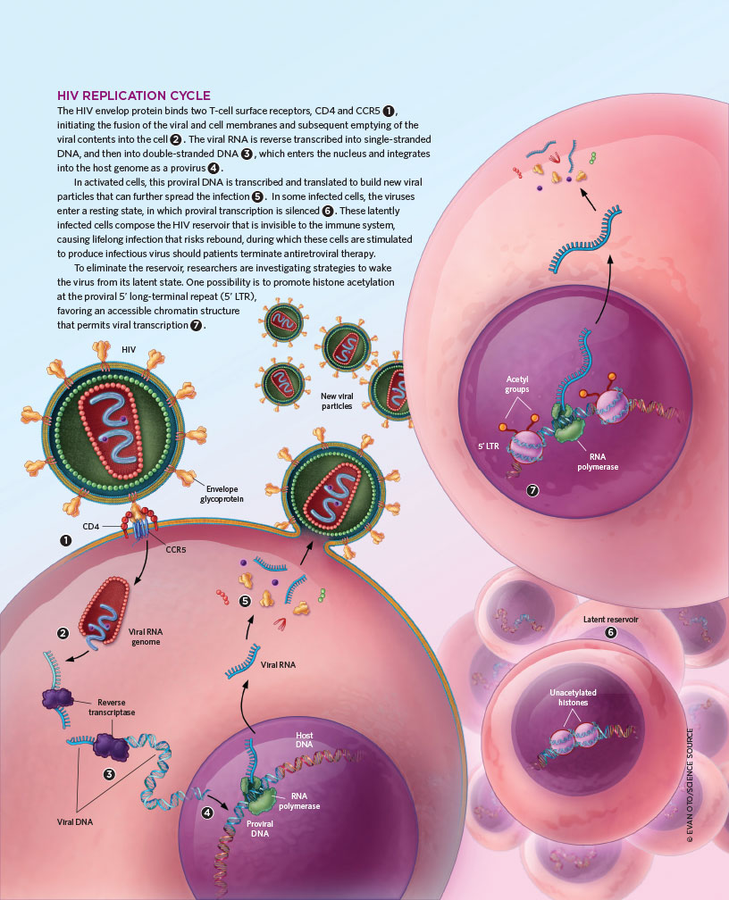 HIV REPLICATION CYCLE
The HIV envelop protein binds two T-cell surface receptors, CD4 and CCR5 1,
initiating the fusion of the viral and cell membranes and subsequent emptying of the
viral contents into the cell 2. The viral RNA is reverse transcribed into single-stranded
DNA, and then into double-stranded DNA 3, which enters the nucleus and integrates
into the host genome as a provirus 4.
In activated cells, this proviral DNA is transcribed and translated to build new viral
particles that can further spread the infection 5. In some infected cells, the viruses
enter a resting state, in which proviral transcription is silenced 6. These latently
infected cells compose the HIV reservoir that is invisible to the immune system,
causing lifelong infection that risks rebound, during which these cells are stimulated
to produce infectious virus should patients terminate antiretroviral therapy.
To eliminate the reservoir, researchers are investigating strategies to wake
the virus from its latent state. One possibility is to promote histone acetylation
at the proviral 5' long-terminal repeat (5' LTR),
favoring an accessible chromatin structure
that permits viral transcription 7.
HIV
New viral
particles
Envelope
glycoprotein
CD4
1
CCR5
Acetyl
groups
5' LTR
RNA
polymerase
7
2
Viral RNA
genome
5
Viral RNA
Reverse
transcriptase
3
Viral DNA
4
Host
DNA
RNA
polymerase
Proviral
DNA
Latent reservoir
6
Unacetylated
histones
© EVAN OTO/SCIENCE SOURCE